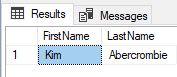 Results Messages
FirstName LastName
1 Kim Abercrombie